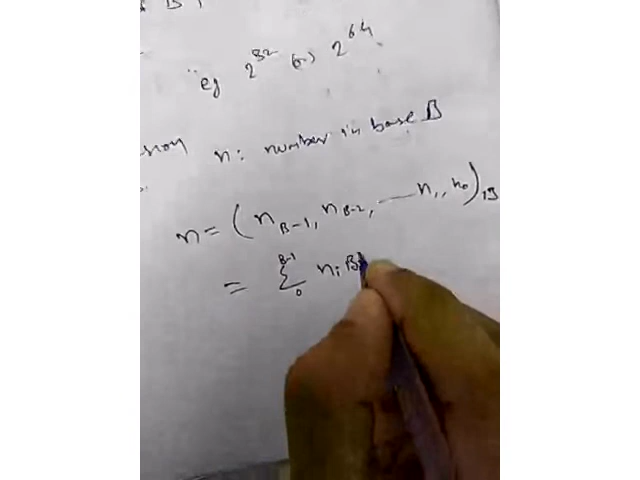 B
eg 2^32 (or) 2^64
n: number in base B
n = (n_{B-1}, n_{B-2}, — n_1, n_0)_B
= Σ_0^{B-1} n_i B